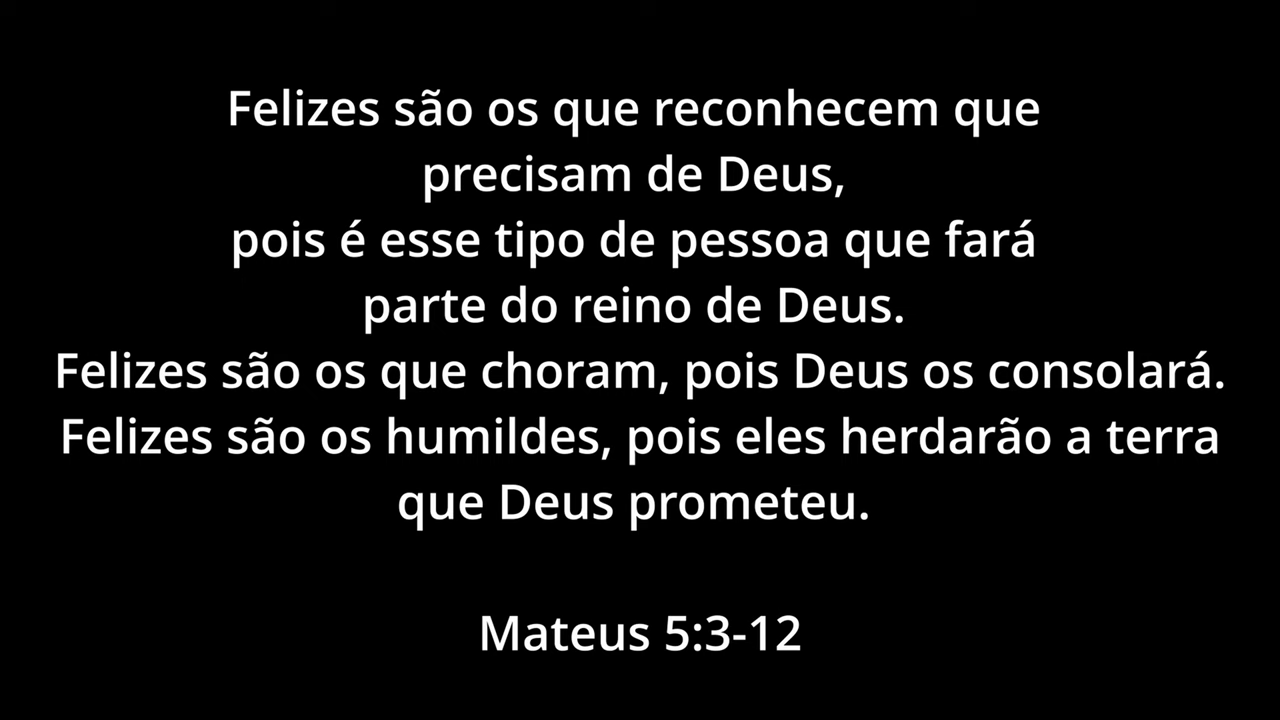 Felizes são os que reconhecem que
precisam de Deus,
pois é esse tipo de pessoa que fará
parte do reino de Deus.
Felizes são os que choram, pois Deus os consolará.
Felizes são os humildes, pois eles herdarão a terra
que Deus prometeu.
Mateus 5:3-12